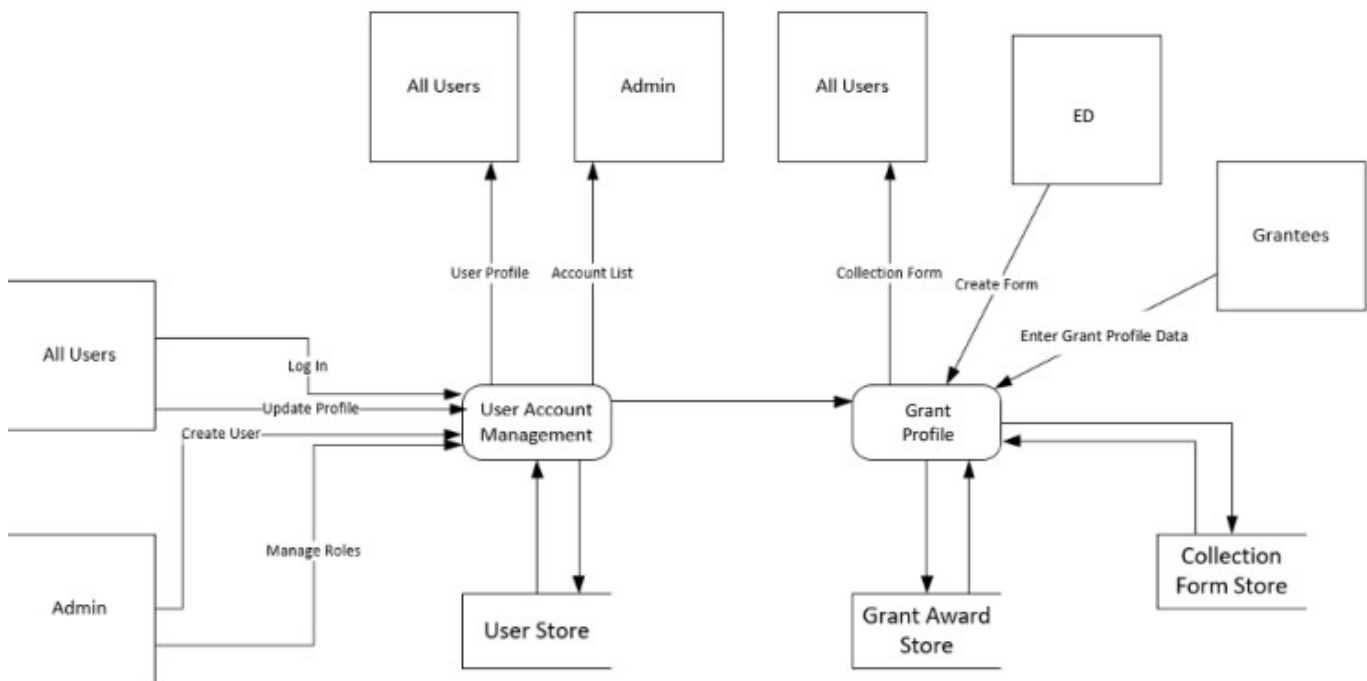 All Users
Admin
All Users
ED
Grantees
User Profile
Account List
Collection Form
Create Form
Enter Grant Profile Data
All Users
Log In
Update Profile
Create User
User Account
Management
Grant
Profile
Manage Roles
Admin
User Store
Grant Award
Store
Collection
Form Store